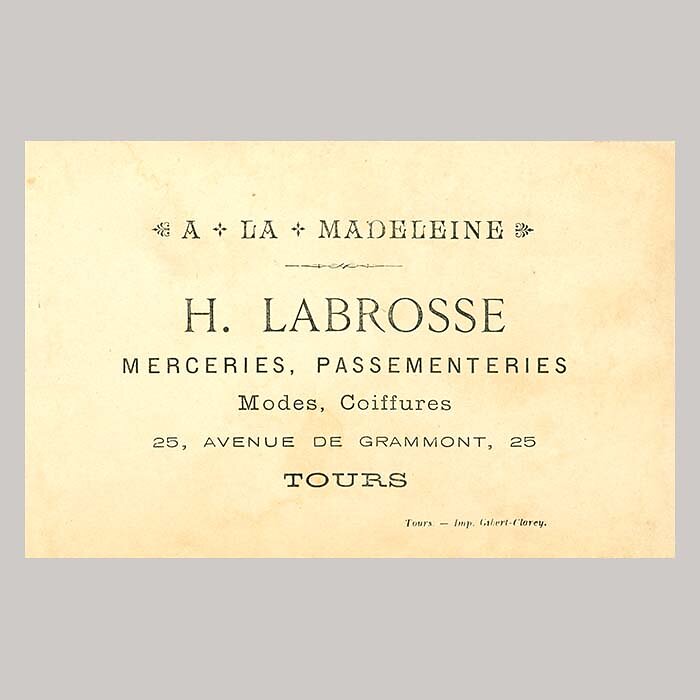 A LA MADELEINE
H. LABROSSE
MERCERIES, PASSEMENTERIES
Modes, Coiffures
25, AVENUE DE GRAMMONT, 25
TOURS
Tours. — Imp. Gibert-Clarey.